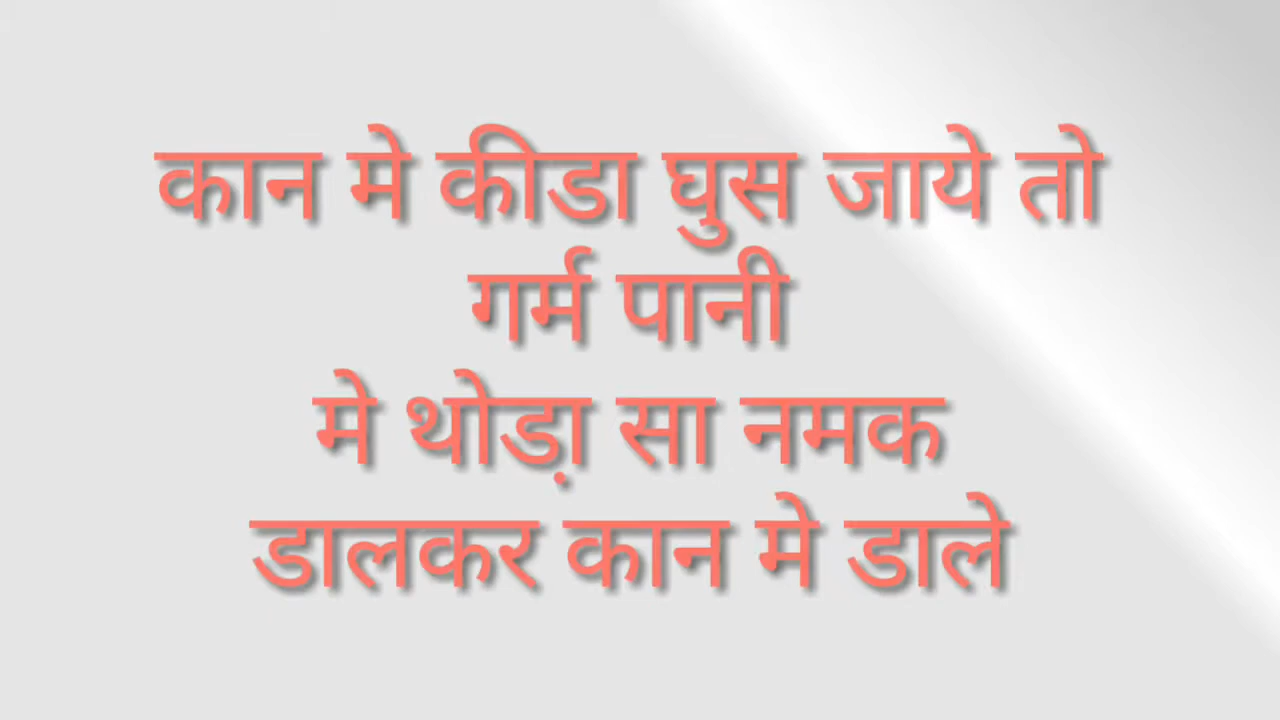 कान मे कीडा घुस जाये तो
गर्म पानी
मे थोडा़ सा नमक
डालकर कान मे डाले